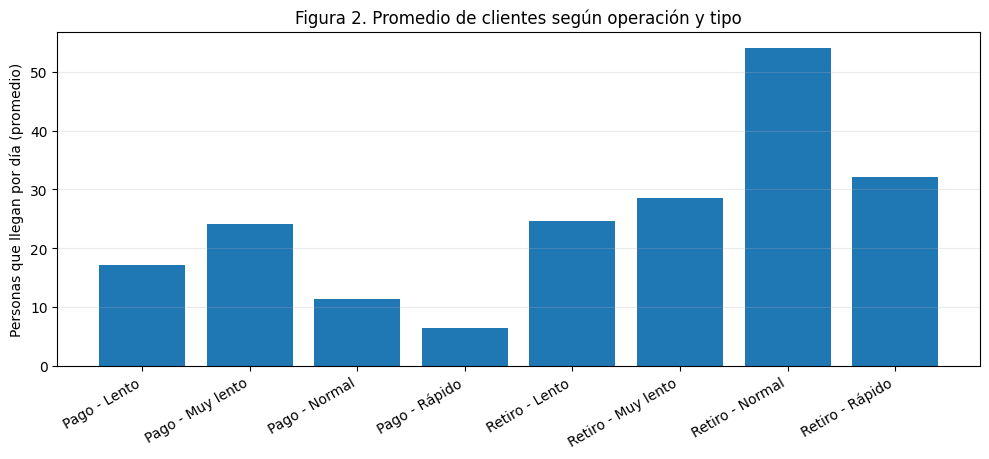 Figura 2. Promedio de clientes según operación y tipo
Personas que llegan por día (promedio)
50
40
30
20
10
0
Pago - Lento
Pago - Muy lento
Pago - Normal
Pago - Rápido
Retiro - Lento
Retiro - Muy lento
Retiro - Normal
Retiro - Rápido